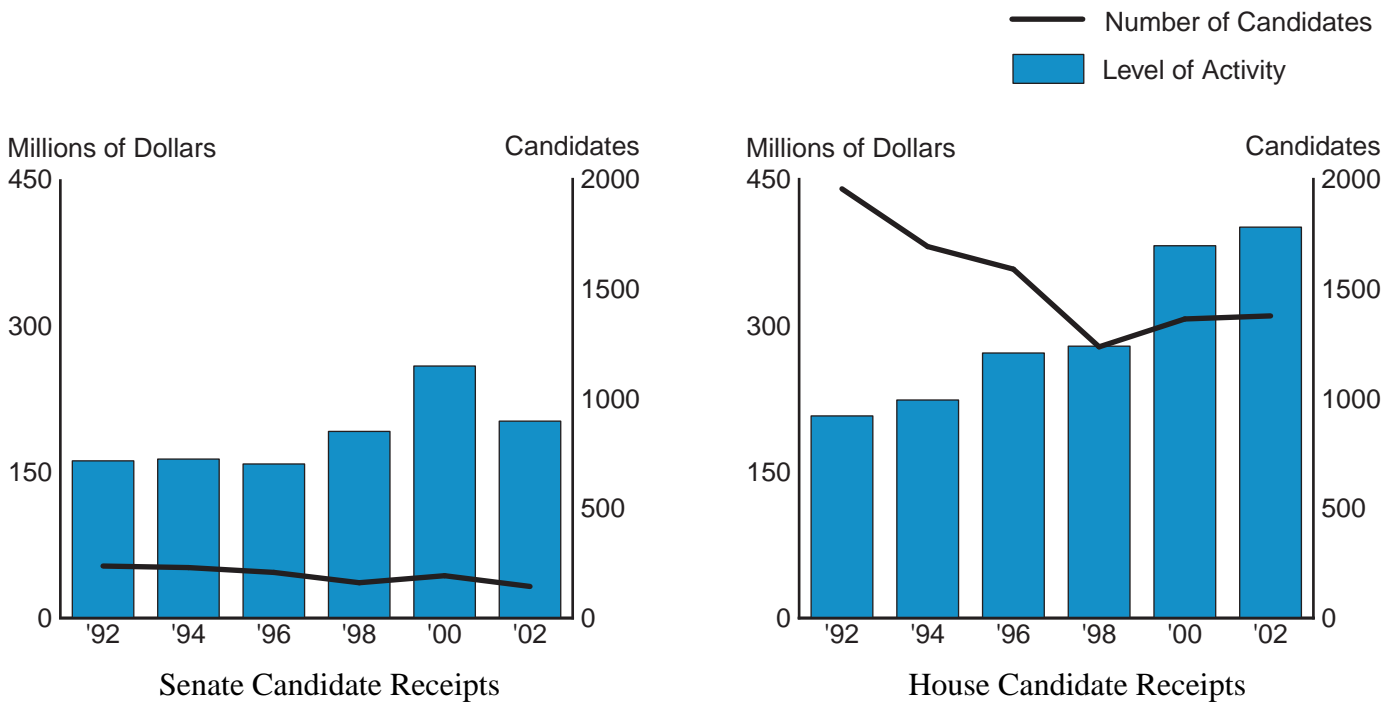 Number of Candidates
Level of Activity
Millions of Dollars Candidates
450 2000
1500
300
1000
150
500
0 0
'92 '94 '96 '98 '00 '02
Senate Candidate Receipts
Millions of Dollars Candidates
450 2000
1500
300
1000
150
500
0 0
'92 '94 '96 '98 '00 '02
House Candidate Receipts